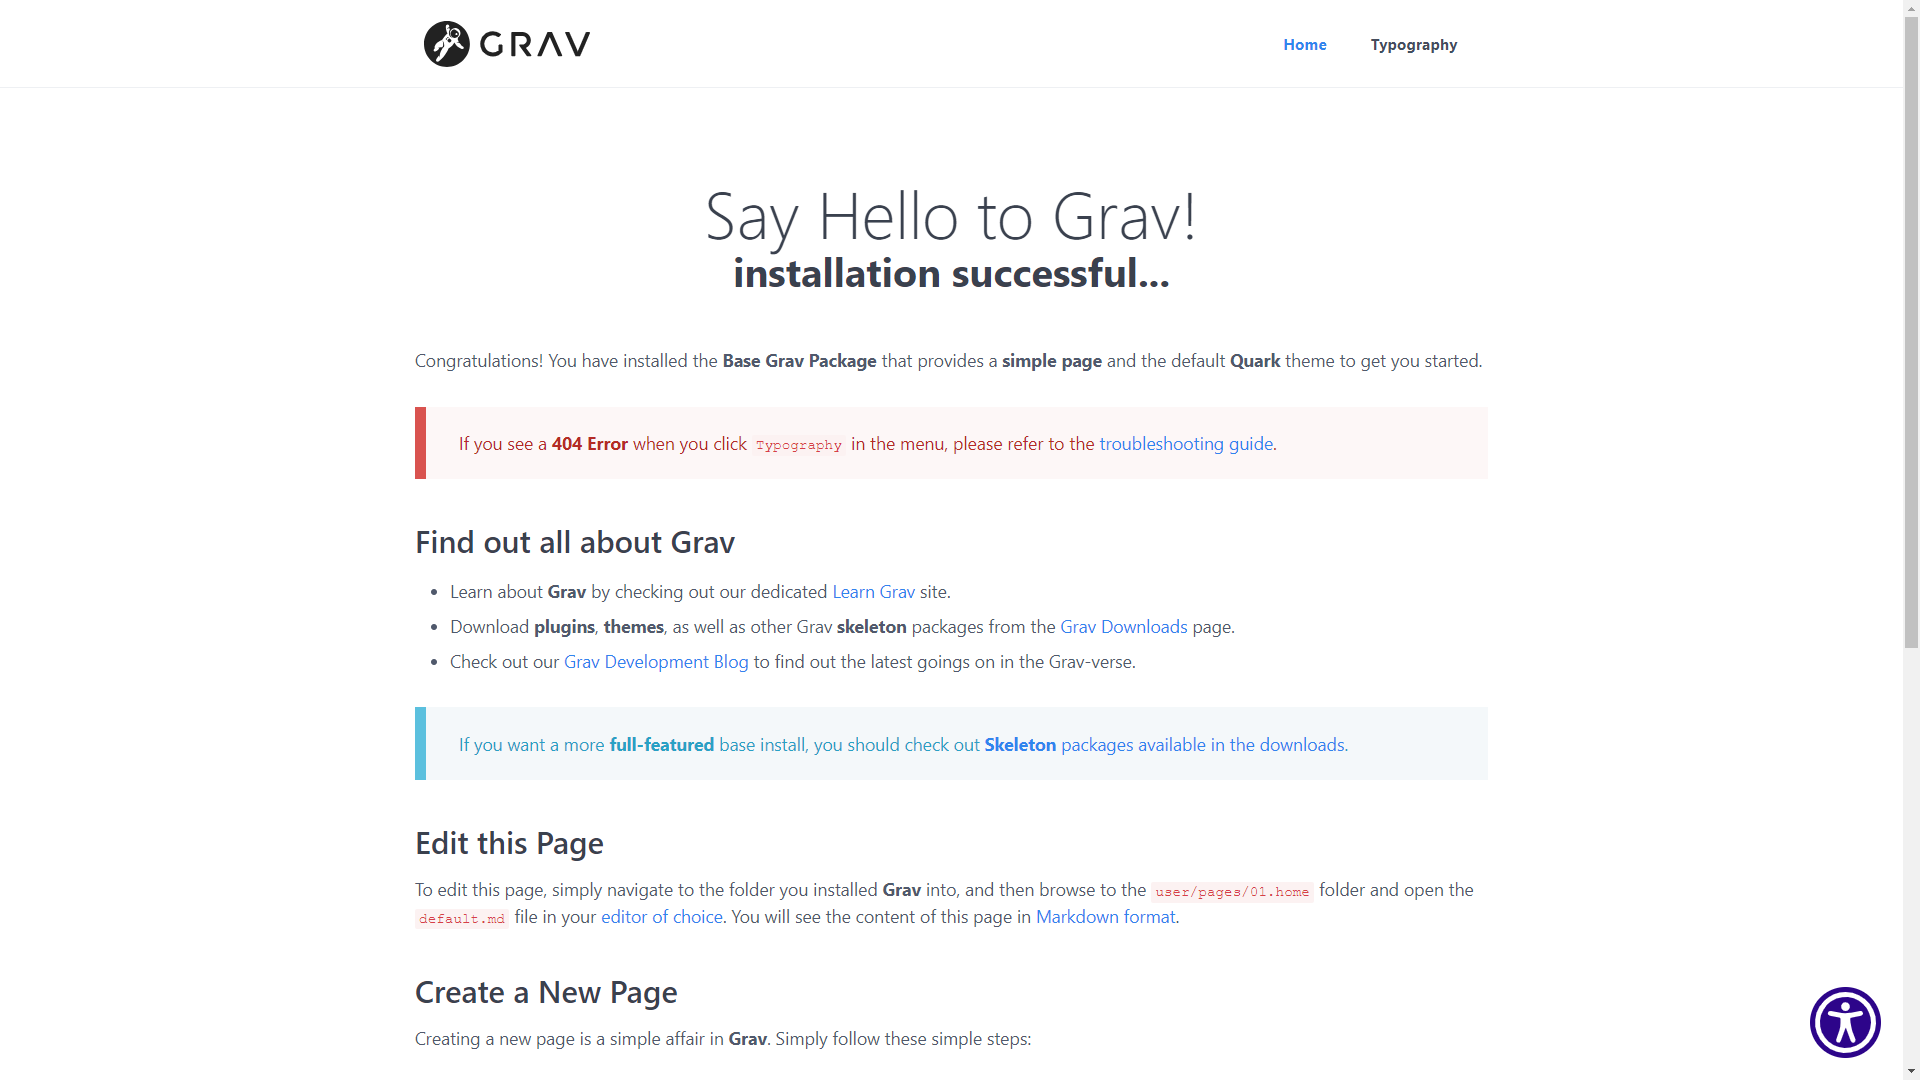 GRAV
Home
Typography
Say Hello to Grav!
installation successful...
Congratulations! You have installed the Base Grav Package that provides a simple page and the default Quark theme to get you started.
If you see a 404 Error when you click Typography in the menu, please refer to the troubleshooting guide.
Find out all about Grav
• Learn about Grav by checking out our dedicated Learn Grav site.
• Download plugins, themes, as well as other Grav skeleton packages from the Grav Downloads page.
• Check out our Grav Development Blog to find out the latest goings on in the Grav-verse.
If you want a more full-featured base install, you should check out Skeleton packages available in the downloads.
Edit this Page
To edit this page, simply navigate to the folder you installed Grav into, and then browse to the user/pages/01.home folder and open the
default.md file in your editor of choice. You will see the content of this page in Markdown format.
Create a New Page
Creating a new page is a simple affair in Grav. Simply follow these simple steps: